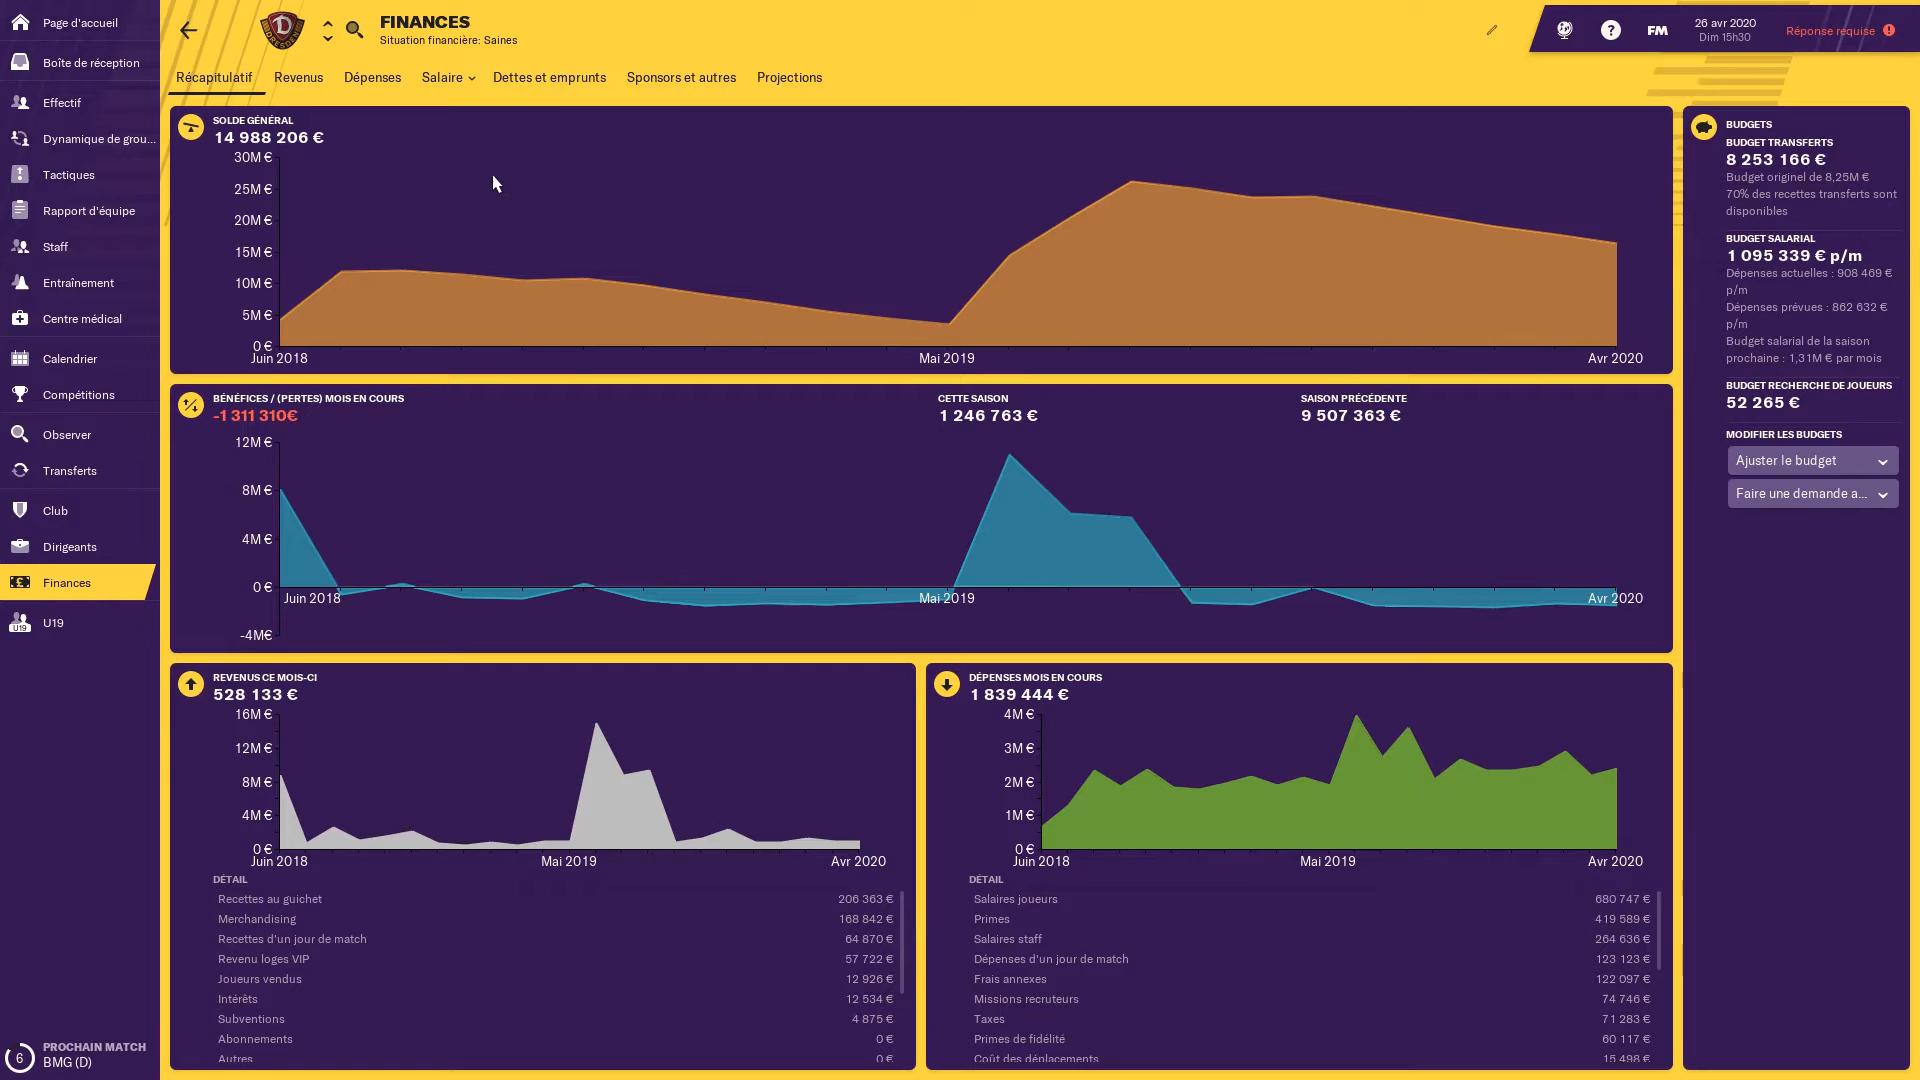 Page d'accueil
Boîte de réception
Effectif
Dynamique de grou...
Tactiques
Rapport d'équipe
Staff
Entraînement
Centre médical
Calendrier
Compétitions
Observer
Transferts
Club
Dirigeants
Finances
U19
U19
6
PROCHAIN MATCH
BMG (D)
FINANCES
Situation financière: Saines
? FM
26 avr 2020
Dim 15h30
Réponse requise
Récapitulatif Revenus Dépenses Salaire Dettes et emprunts Sponsors et autres Projections
SOLDE GÉNÉRAL
14 988 206 €
30M €
25M €
20M €
15M €
10M €
5M €
0 €
Juin 2018 Mai 2019 Avr 2020
BÉNÉFICES / (PERTES) MOIS EN COURS
-1 311 310€
CETTE SAISON
1 246 763 €
SAISON PRÉCÉDENTE
9 507 363 €
12M €
8M €
4M €
0 €
-4M€
Juin 2018 Mai 2019 Avr 2020
REVENUS CE MOIS-CI
528 133 €
16M €
12M €
8M €
4M €
0 €
Juin 2018 Mai 2019 Avr 2020
DÉTAIL
Recettes au guichet 206 363 €
Merchandising 168 842 €
Recettes d'un jour de match 64 870 €
Revenu loges VIP 57 722 €
Joueurs vendus 12 926 €
Intérêts 12 534 €
Subventions 4 875 €
Abonnements 0 €
Autres 0 €
DÉPENSES MOIS EN COURS
1 839 444 €
4M €
3M €
2M €
1M €
0 €
Juin 2018 Mai 2019 Avr 2020
DÉTAIL
Salaires joueurs 680 747 €
Primes 419 589 €
Salaires staff 264 636 €
Dépenses d'un jour de match 123 123 €
Frais annexes 122 097 €
Missions recruteurs 74 746 €
Taxes 71 283 €
Primes de fidélité 60 117 €
Coût des déplacements 15 498 €
BUDGETS
BUDGET TRANSFERTS
8 253 166 €
Budget originel de 8,25M €
70% des recettes transferts sont
disponibles
BUDGET SALARIAL
1 095 339 € p/m
Dépenses actuelles : 908 469 €
p/m
Dépenses prévues : 862 632 €
p/m
Budget salarial de la saison
prochaine : 1,31M € par mois
BUDGET RECHERCHE DE JOUEURS
52 265 €
MODIFIER LES BUDGETS
Ajuster le budget
Faire une demande a...